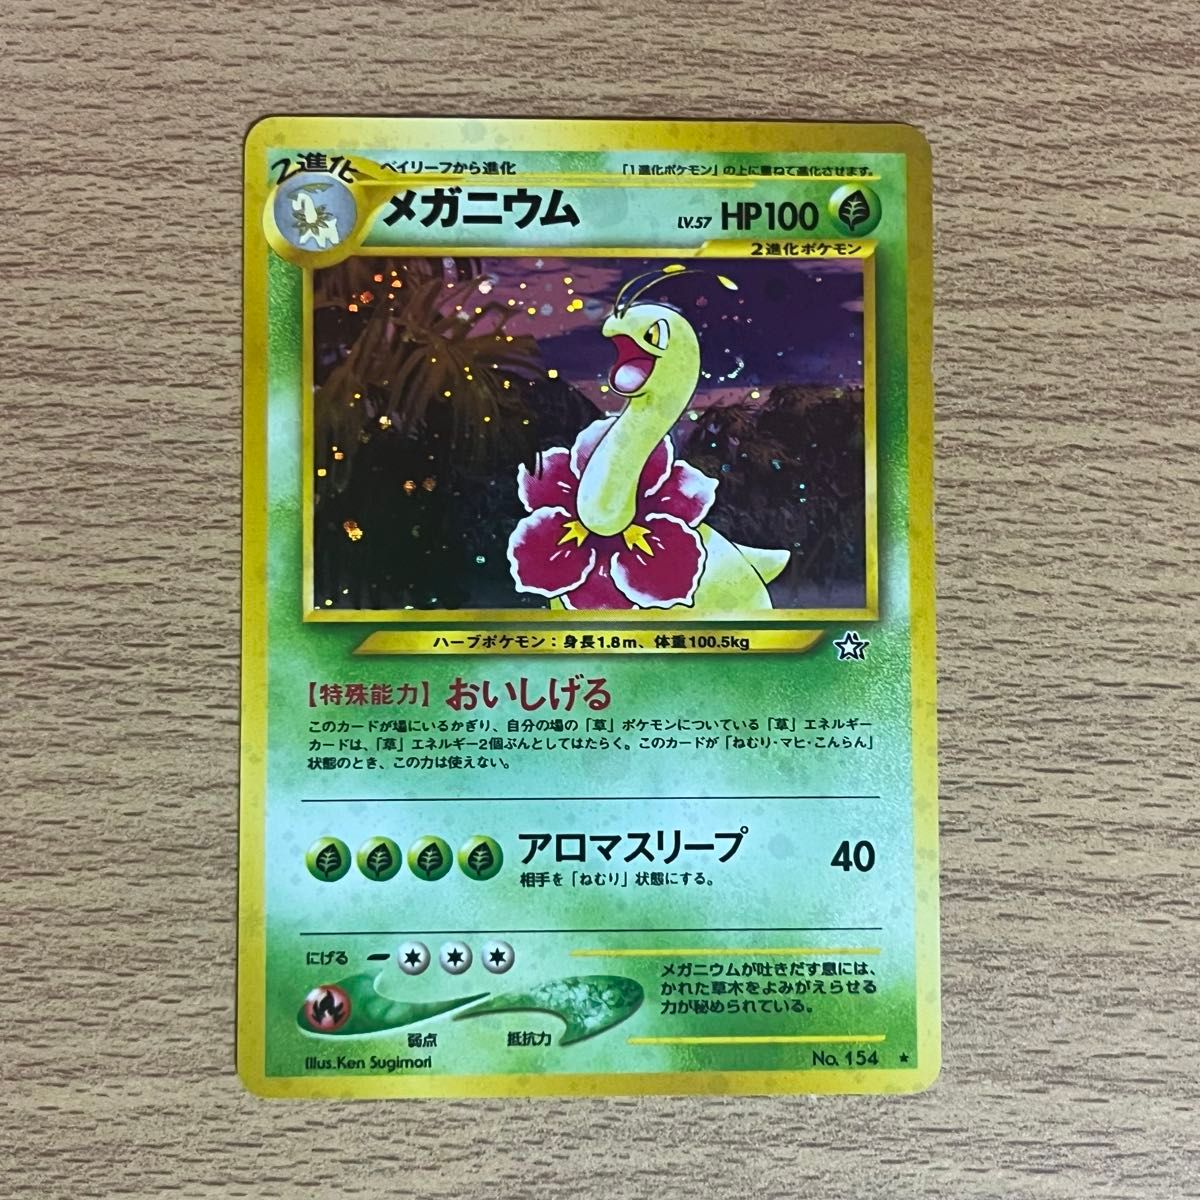 2進化
ベイリーフから進化
「1進化ポケモン」の上に重ねて進化させます。
メガニウム
LV.57 HP100
2進化ポケモン
ハーブポケモン：身長1.8m、体重100.5kg
【特殊能力】おいしげる
このカードが場にいるかぎり、自分の場の「草」ポケモンについている「草」エネルギー
カードは、「草」エネルギー2個ぶんとしてはたらく。このカードが「ねむり・マヒ・こんらん」
状態のとき、この力は使えない。
アロマスリープ 40
相手を「ねむり」状態にする。
にげる
弱点
抵抗力
メガニウムが吐きだす息には、
かれた草木をよみがえらせる
力が秘められている。
Illus. Ken Sugimori
No. 154 ★